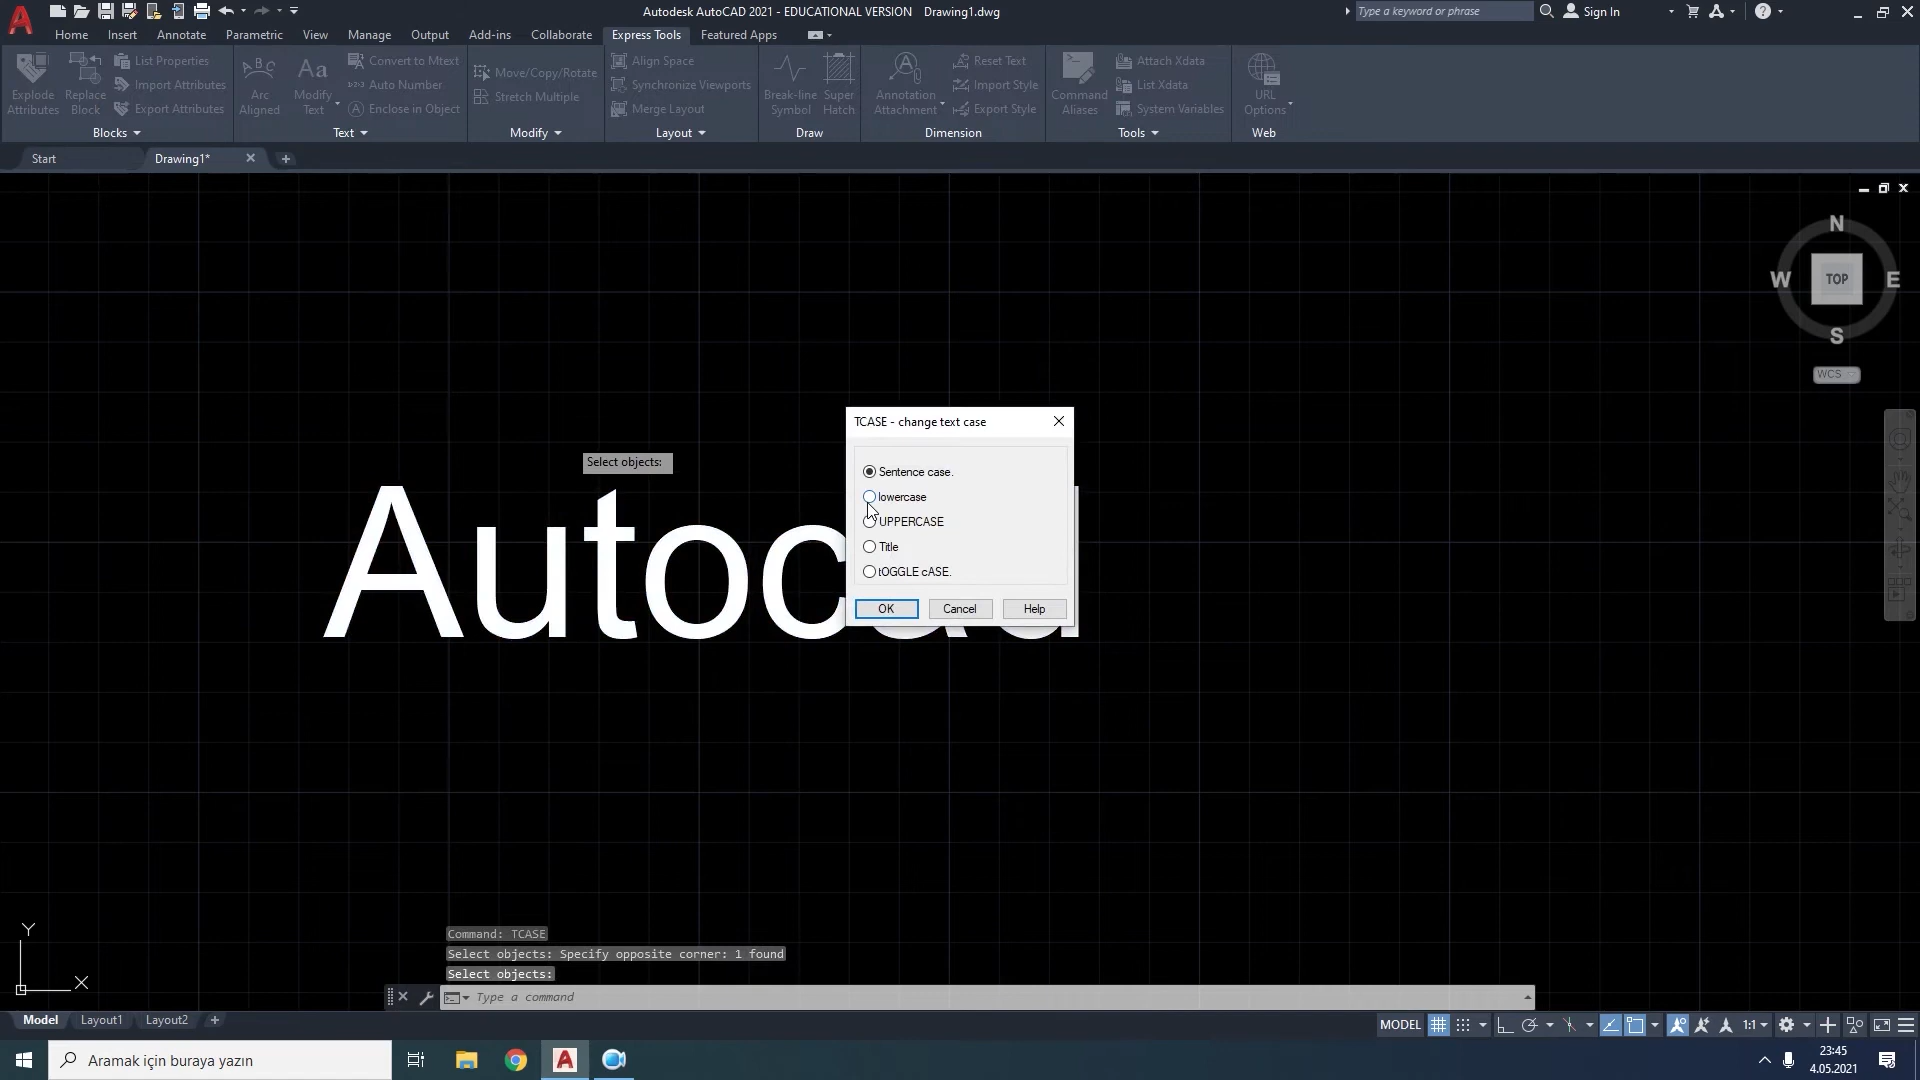 Autodesk AutoCAD 2021 - EDUCATIONAL VERSION Drawing1.dwg
Type a keyword or phrase
Sign In
Home Insert Annotate Parametric View Manage Output Add-ins Collaborate Express Tools Featured Apps
Explode Attributes
Replace Block
List Properties
Import Attributes
Export Attributes
Blocks
Arc Aligned
Modify Text
Convert to Mtext
Auto Number
Enclose in Object
Text
Move/Copy/Rotate
Stretch Multiple
Modify
Align Space
Synchronize Viewports
Merge Layout
Layout
Break-line Symbol
Super Hatch
Draw
Annotation Attachment
Reset Text
Import Style
Export Style
Dimension
Command Aliases
Attach Xdata
List Xdata
System Variables
Tools
URL Options
Web
Start
Drawing1*
N
W TOP E
S
WCS
Select objects:
Autoc
TCASE - change text case
Sentence case.
lowercase
UPPERCASE
Title
tOGGLE cASE.
OK Cancel Help
Y
X
Command: TCASE
Select objects: Specify opposite corner: 1 found
Select objects:
Type a command
Model Layout1 Layout2
MODEL 1:1
Aramak için buraya yazın
23:45
4.05.2021